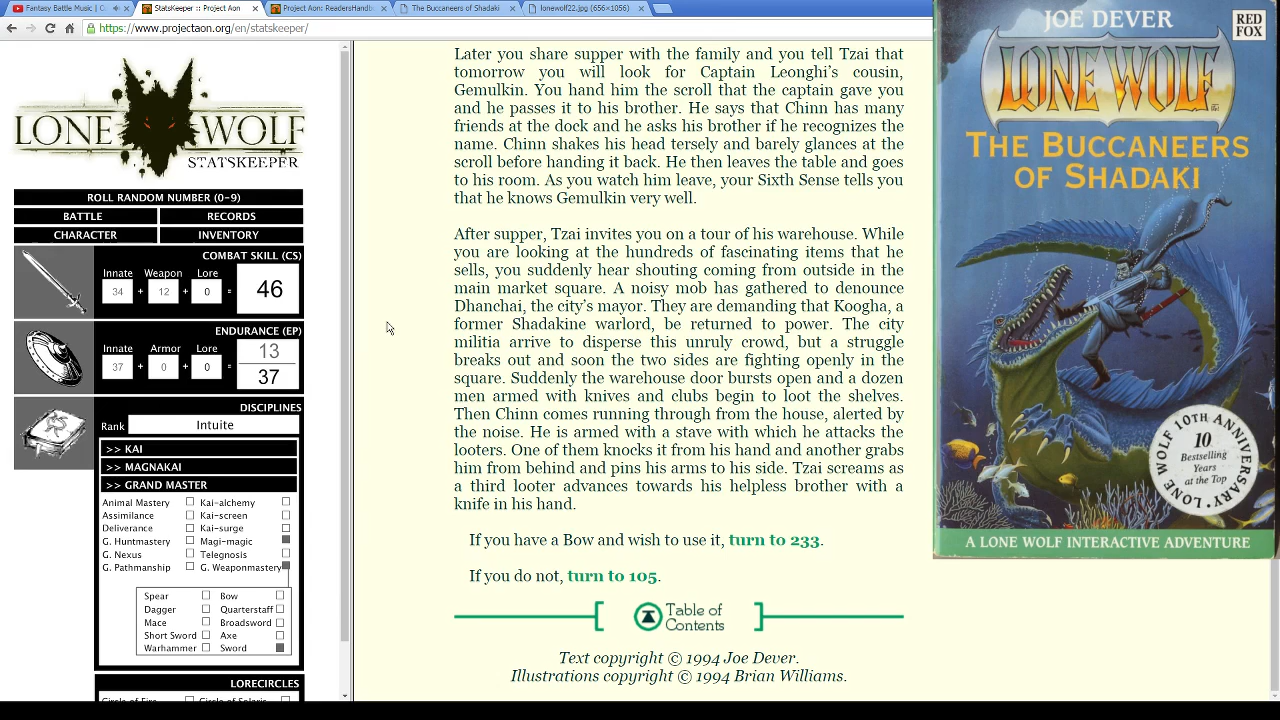 Fantasy Battle Music | C
StatsKeeper :: Project Aon
Project Aon: ReadersHandb
The Buccaneers of Shadaki
lonewolf22.jpg (656×1056)
https://www.projectaon.org/en/statskeeper/
LONE WOLF
STATSKEEPER
ROLL RANDOM NUMBER (0-9)
BATTLE RECORDS
CHARACTER INVENTORY
COMBAT SKILL (CS)
Innate Weapon Lore
34 + 12 + 0 = 46
ENDURANCE (EP)
Innate Armor Lore
37 + 0 + 0 = 13
37
DISCIPLINES
Rank Intuite
>> KAI
>> MAGNAKAI
>> GRAND MASTER
Animal Mastery Kai-alchemy
Assimilance Kai-screen
Deliverance Kai-surge
G. Huntmastery Magi-magic
G. Nexus Telegnosis
G. Pathmanship G. Weaponmastery
Spear Bow
Dagger Quarterstaff
Mace Broadsword
Short Sword Axe
Warhammer Sword
LORECIRCLES
Circle of Fire Circle of Solaris
Later you share supper with the family and you tell Tzai that
tomorrow you will look for Captain Leonghi's cousin,
Gemulkin. You hand him the scroll that the captain gave you
and he passes it to his brother. He says that Chinn has many
friends at the dock and he asks his brother if he recognizes the
name. Chinn shakes his head tersely and barely glances at the
scroll before handing it back. He then leaves the table and goes
to his room. As you watch him leave, your Sixth Sense tells you
that he knows Gemulkin very well.
After supper, Tzai invites you on a tour of his warehouse. While
you are looking at the hundreds of fascinating items that he
sells, you suddenly hear shouting coming from outside in the
main market square. A noisy mob has gathered to denounce
Dhanchai, the city's mayor. They are demanding that Koogha, a
former Shadakine warlord, be returned to power. The city
militia arrive to disperse this unruly crowd, but a struggle
breaks out and soon the two sides are fighting openly in the
square. Suddenly the warehouse door bursts open and a dozen
men armed with knives and clubs begin to loot the shelves.
Then Chinn comes running through from the house, alerted by
the noise. He is armed with a stave with which he attacks the
looters. One of them knocks it from his hand and another grabs
him from behind and pins his arms to his side. Tzai screams as
a third looter advances towards his helpless brother with a
knife in his hand.
If you have a Bow and wish to use it, turn to 233.
If you do not, turn to 105.
Table of
Contents
Text copyright © 1994 Joe Dever.
Illustrations copyright © 1994 Brian Williams.
JOE DEVER
RED
FOX
LONE WOLF
THE BUCCANEERS
OF SHADAKI
LONE WOLF 10TH ANNIVERSARY
10
Bestselling
Years
at the Top
A LONE WOLF INTERACTIVE ADVENTURE